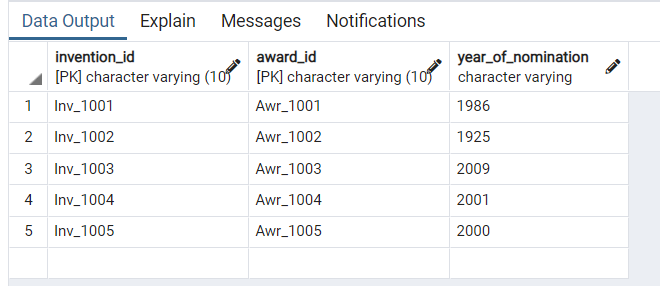 Data Output Explain Messages Notifications
invention_id award_id year_of_nomination
[PK] character varying (10) [PK] character varying (10) character varying
1 Inv_1001 Awr_1001 1986
2 Inv_1002 Awr_1002 1925
3 Inv_1003 Awr_1003 2009
4 Inv_1004 Awr_1004 2001
5 Inv_1005 Awr_1005 2000